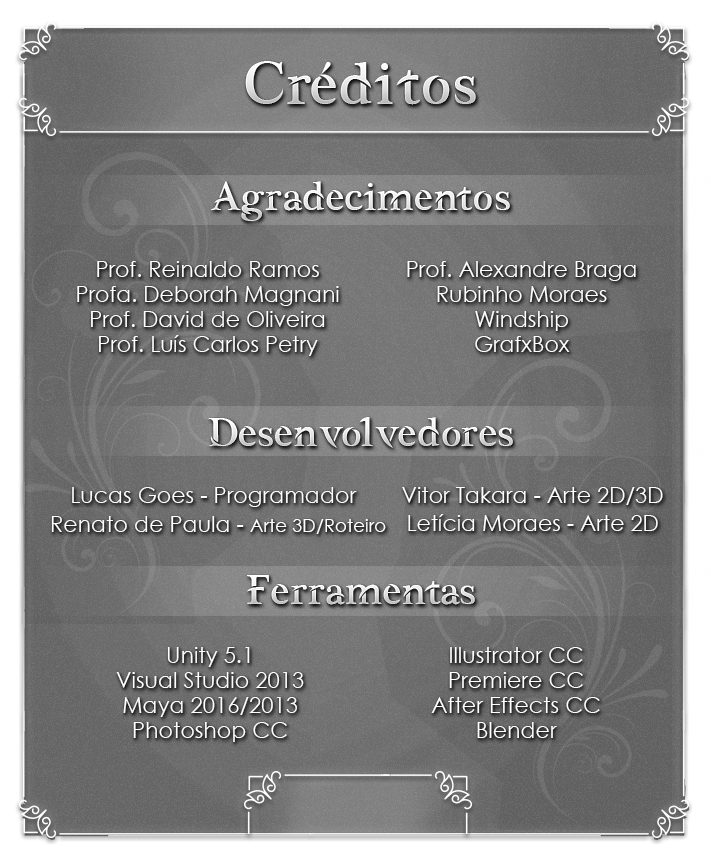 Créditos
Agradecimentos
Prof. Reinaldo Ramos
Profa. Deborah Magnani
Prof. David de Oliveira
Prof. Luís Carlos Petry
Prof. Alexandre Braga
Rubinho Moraes
Windship
GrafxBox
Desenvolvedores
Lucas Goes - Programador
Renato de Paula - Arte 3D/Roteiro
Vitor Takara - Arte 2D/3D
Letícia Moraes - Arte 2D
Ferramentas
Unity 5.1
Visual Studio 2013
Maya 2016/2013
Photoshop CC
Illustrator CC
Premiere CC
After Effects CC
Blender